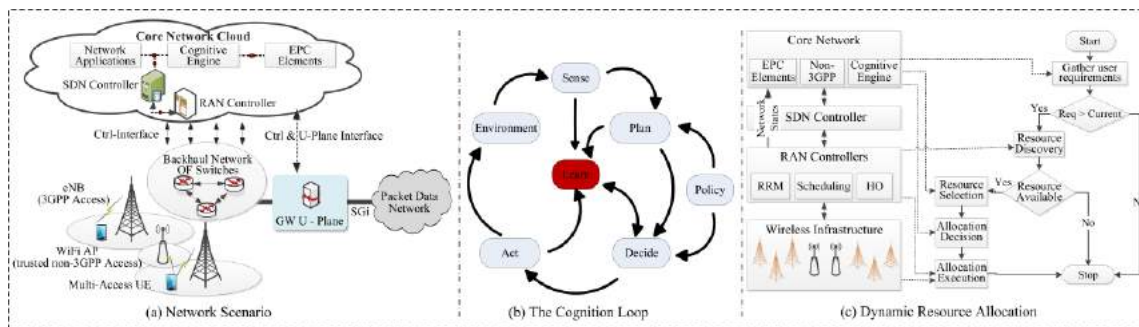 Core Network Cloud
Network
Applications
Cognitive
Engine
EPC
Elements
SDN Controller
RAN Controller
Ctrl-Interface
Ctrl & U-Plane Interface
Backhaul Network
OF Switches
eNB
(3GPP Access)
WiFi AP
(trusted non-3GPP Access)
Multi-Access UE
GW U - Plane
SGi
Packet Data
Network
(a) Network Scenario
Sense
Environment
Plan
Learn
Policy
Act
Decide
(b) The Cognition Loop
Core Network
EPC
Elements
Non-
3GPP
Cognitive
Engine
Network
States
SDN Controller
RAN Controllers
RRM
Scheduling
HO
Wireless Infrastructure
Start
Gather user
requirements
Yes
Req > Current
Resource
Discovery
Resource
Selection
Yes
Resource
Available
No
Allocation
Decision
Allocation
Execution
Stop
(c) Dynamic Resource Allocation